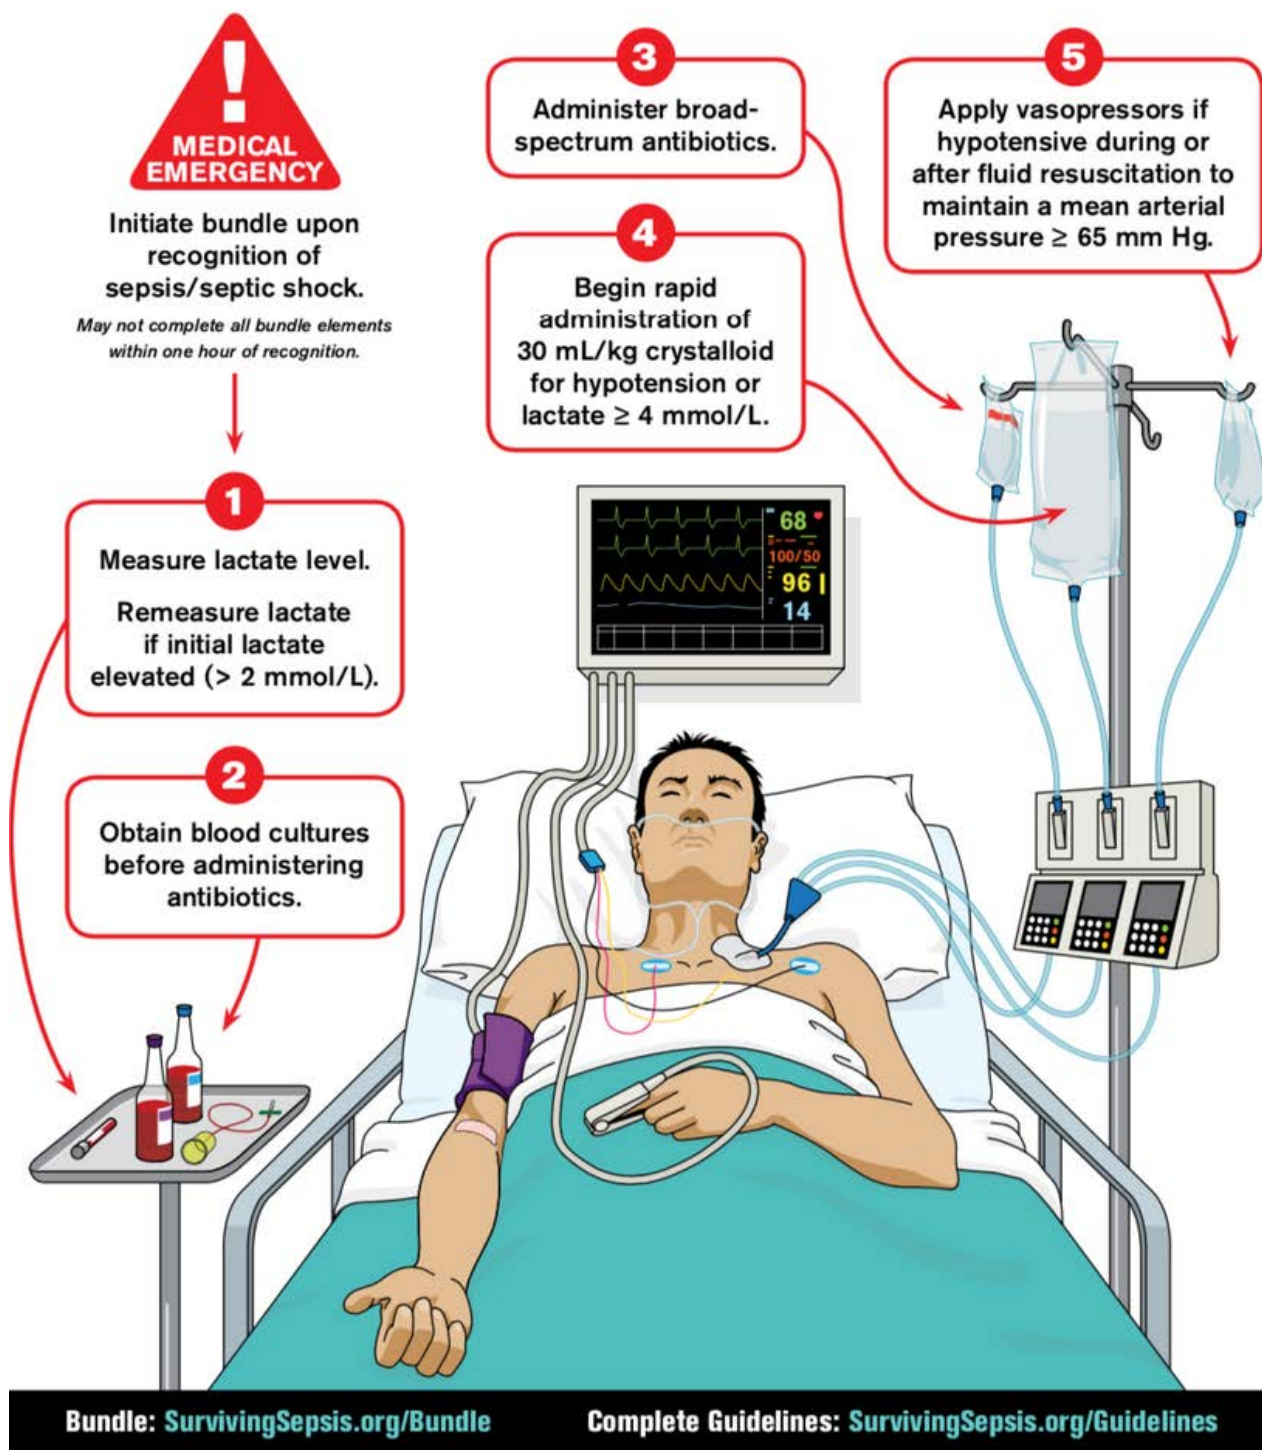 !
MEDICAL
EMERGENCY
Initiate bundle upon
recognition of
sepsis/septic shock.
May not complete all bundle elements
within one hour of recognition.
1
Measure lactate level.
Remeasure lactate
if initial lactate
elevated (> 2 mmol/L).
2
Obtain blood cultures
before administering
antibiotics.
3
Administer broad-
spectrum antibiotics.
4
Begin rapid
administration of
30 mL/kg crystalloid
for hypotension or
lactate ≥ 4 mmol/L.
5
Apply vasopressors if
hypotensive during or
after fluid resuscitation to
maintain a mean arterial
pressure ≥ 65 mm Hg.
68
100/50
96
14
Bundle: SurvivingSepsis.org/Bundle
Complete Guidelines: SurvivingSepsis.org/Guidelines